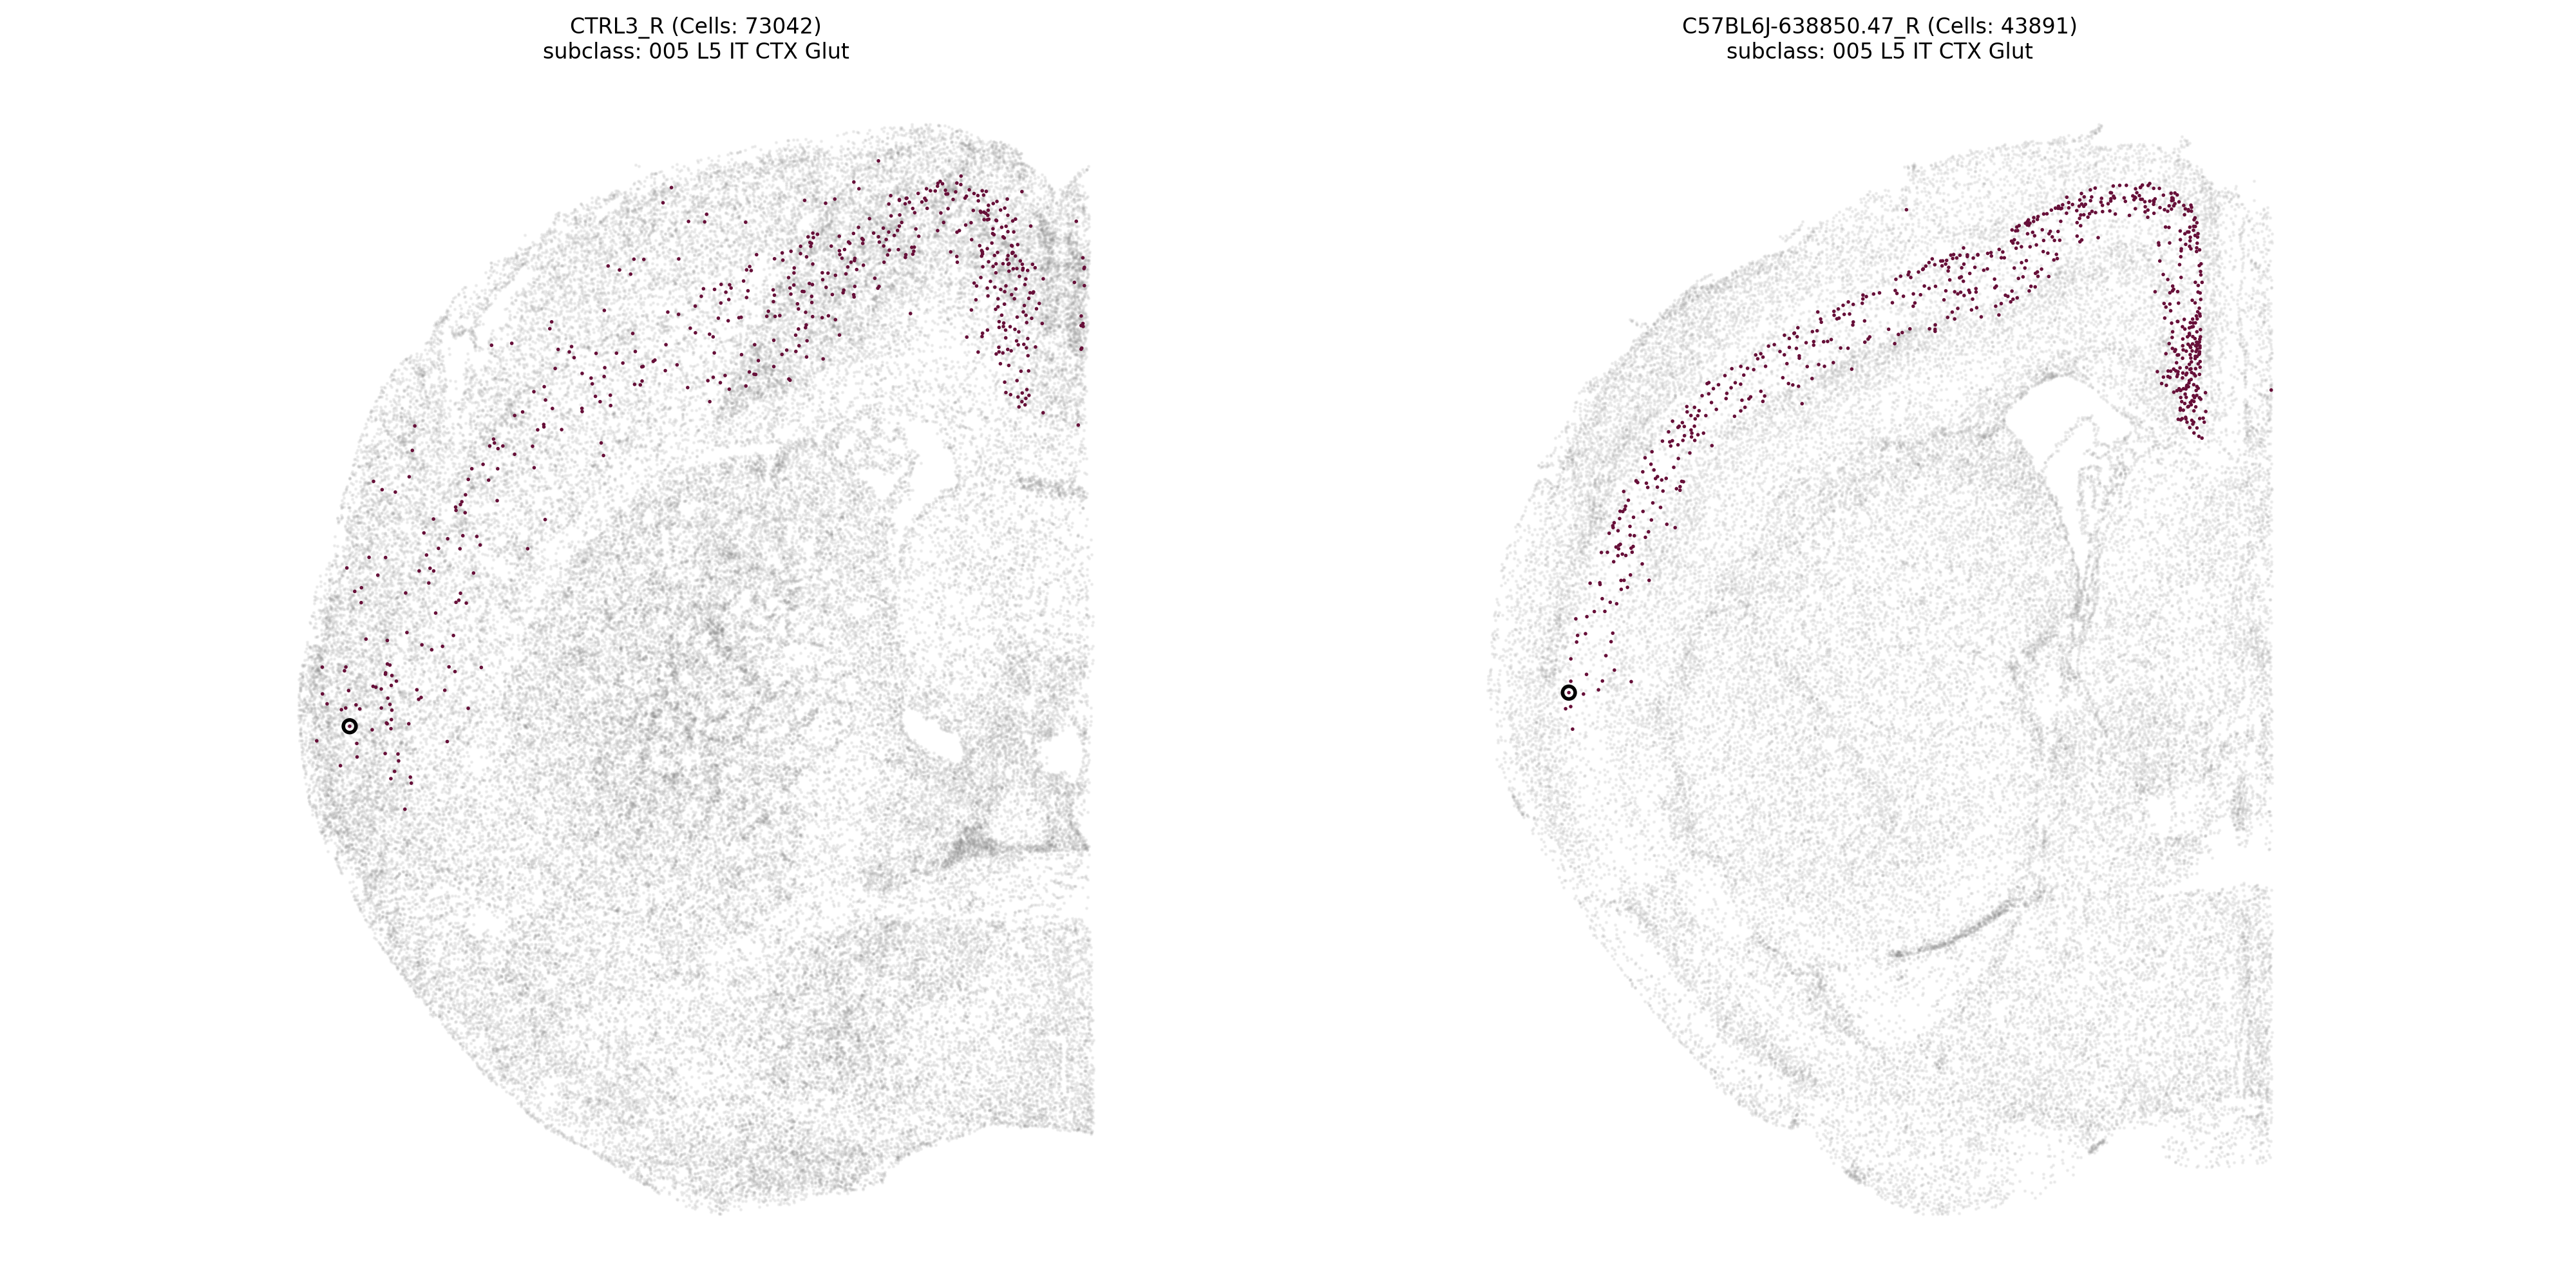 CTRL3_R (Cells: 73042)
subclass: 005 L5 IT CTX Glut
C57BL6J-638850.47_R (Cells: 43891)
subclass: 005 L5 IT CTX Glut